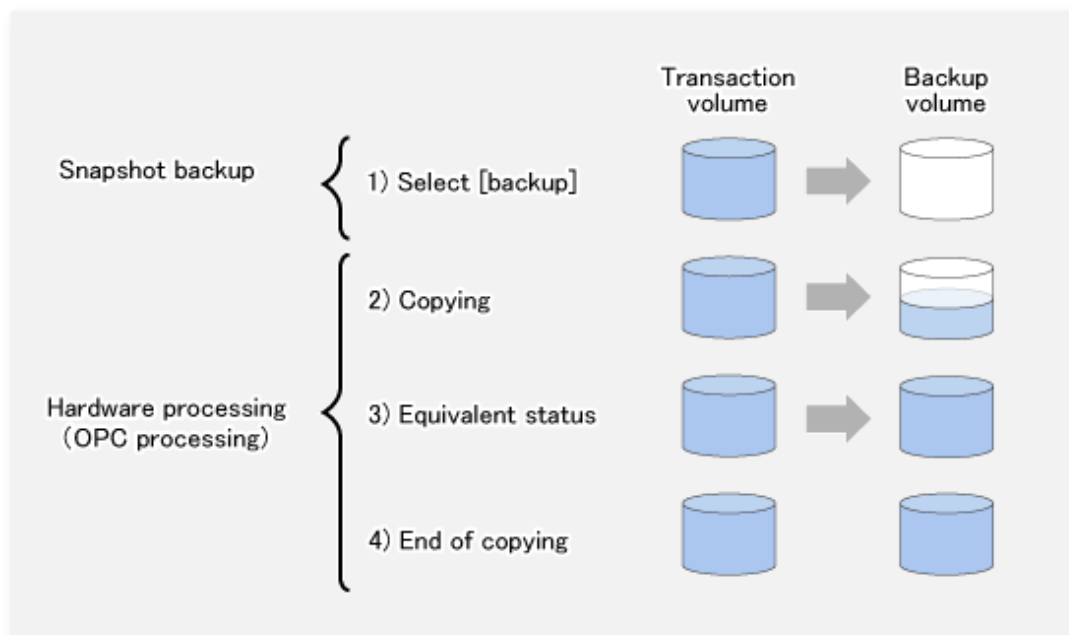 Transaction
volume
Backup
volume
Snapshot backup
1) Select [backup]
2) Copying
Hardware processing
(OPC processing)
3) Equivalent status
4) End of copying